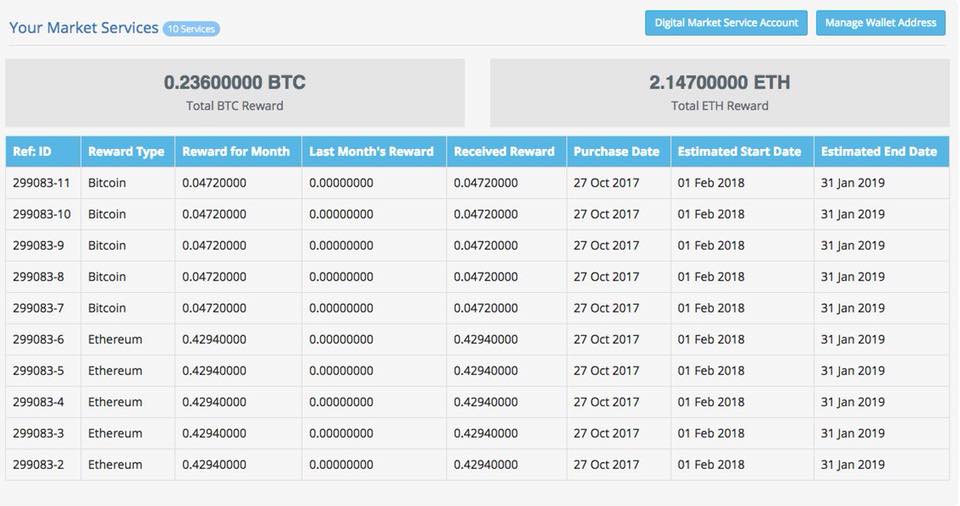 Your Market Services 10 Services
Digital Market Service Account Manage Wallet Address
0.23600000 BTC
Total BTC Reward
2.14700000 ETH
Total ETH Reward
Ref: ID Reward Type Reward for Month Last Month's Reward Received Reward Purchase Date Estimated Start Date Estimated End Date
299083-11 Bitcoin 0.04720000 0.00000000 0.04720000 27 Oct 2017 01 Feb 2018 31 Jan 2019
299083-10 Bitcoin 0.04720000 0.00000000 0.04720000 27 Oct 2017 01 Feb 2018 31 Jan 2019
299083-9 Bitcoin 0.04720000 0.00000000 0.04720000 27 Oct 2017 01 Feb 2018 31 Jan 2019
299083-8 Bitcoin 0.04720000 0.00000000 0.04720000 27 Oct 2017 01 Feb 2018 31 Jan 2019
299083-7 Bitcoin 0.04720000 0.00000000 0.04720000 27 Oct 2017 01 Feb 2018 31 Jan 2019
299083-6 Ethereum 0.42940000 0.00000000 0.42940000 27 Oct 2017 01 Feb 2018 31 Jan 2019
299083-5 Ethereum 0.42940000 0.00000000 0.42940000 27 Oct 2017 01 Feb 2018 31 Jan 2019
299083-4 Ethereum 0.42940000 0.00000000 0.42940000 27 Oct 2017 01 Feb 2018 31 Jan 2019
299083-3 Ethereum 0.42940000 0.00000000 0.42940000 27 Oct 2017 01 Feb 2018 31 Jan 2019
299083-2 Ethereum 0.42940000 0.00000000 0.42940000 27 Oct 2017 01 Feb 2018 31 Jan 2019